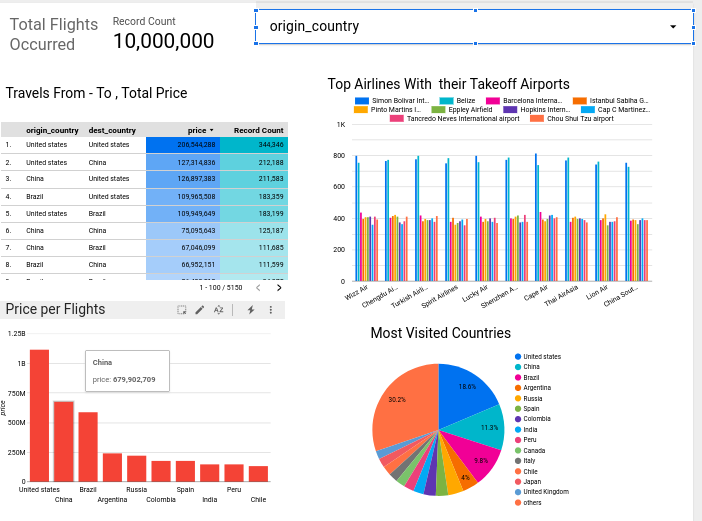 Total Flights
Occurred
Record Count
10,000,000
origin_country
Travels From - To , Total Price
origin_country dest_country price Record Count
1. United states United states 206,544,288 344,346
2. United states China 127,314,836 212,188
3. China United states 126,897,383 211,583
4. Brazil United states 109,965,508 183,359
5. United states Brazil 109,949,649 183,199
6. China China 75,095,643 125,187
7. China Brazil 67,046,099 111,685
8. Brazil China 66,952,151 111,599
1 - 100 / 5150
Top Airlines With their Takeoff Airports
Simon Bolivar Int... Belize Barcelona Interna... Istanbul Sabiha G...
Pinto Martins I... Eppley Airfield Hopkins Intern... Cap C Martinez...
Tancredo Neves International airport Chou Shui Tzu airport
1K
800
600
400
200
0
Wizz Air Chengdu Ai... Turkish Airli... Spirit Airlines Lucky Air Shenzhen A... Cape Air Thai AirAsia Lion Air China Sout...
Price per Flights
1.25B
1B
750M
500M
250M
0
price
China
price: 679,902,709
United states Brazil Russia Spain Peru
China Argentina Colombia India Chile
Most Visited Countries
18.6%
11.3%
9.8%
4%
30.2%
United states
China
Brazil
Argentina
Russia
Spain
Colombia
India
Peru
Canada
Italy
Chile
Japan
United Kingdom
others